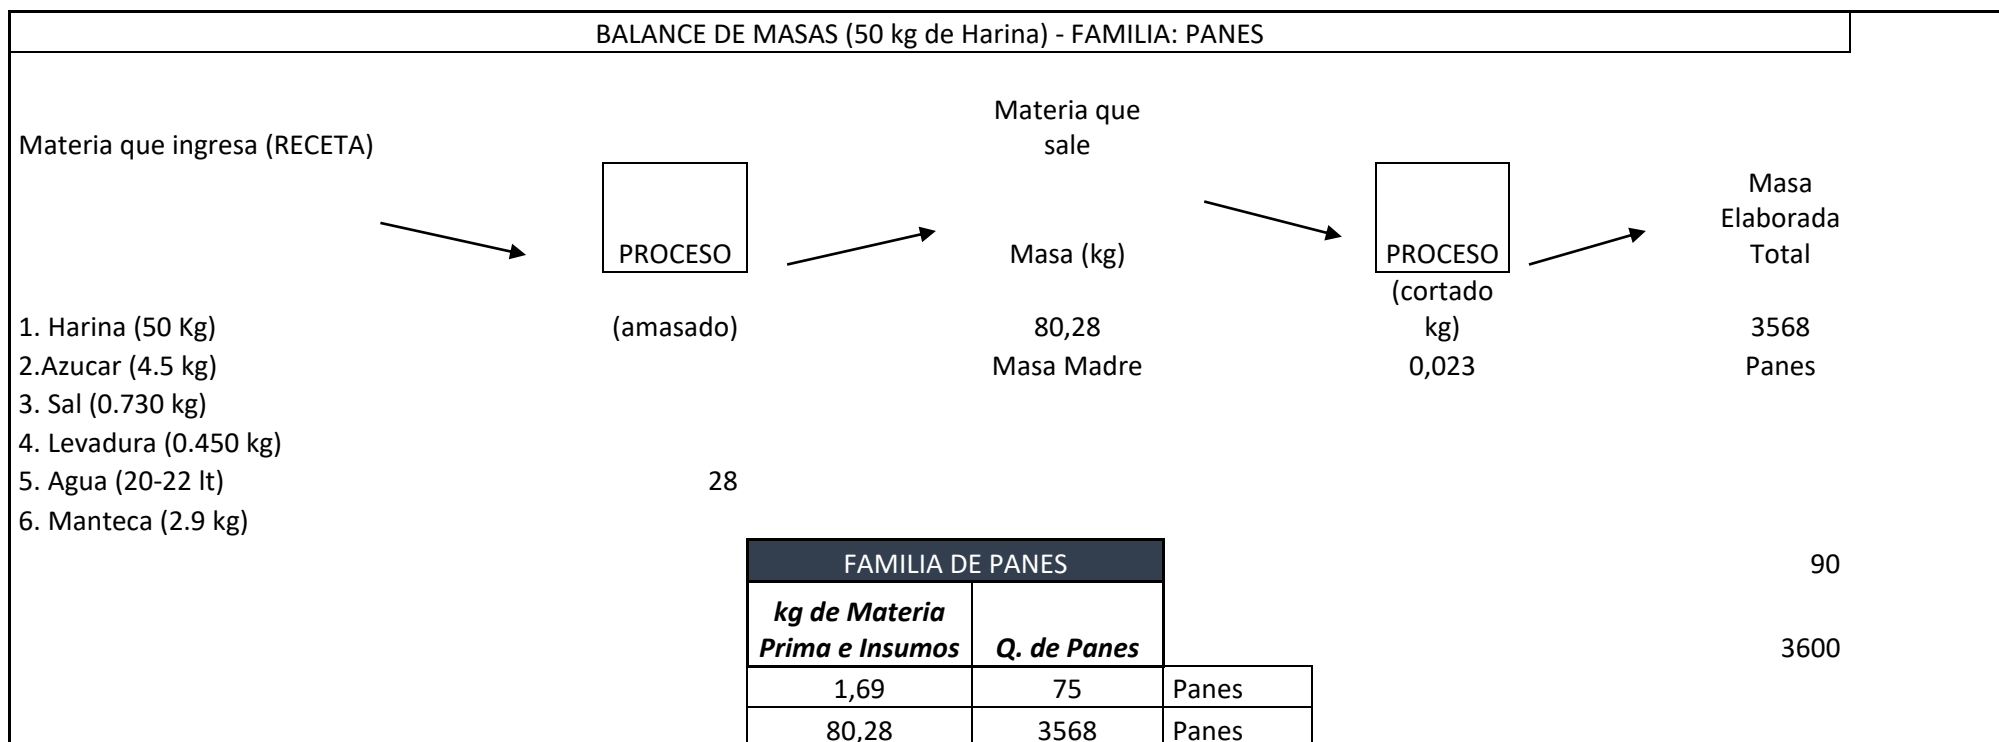 BALANCE DE MASAS (50 kg de Harina) - FAMILIA: PANES
Materia que
Materia que ingresa (RECETA)
sale
Masa
Elaborada
PROCESO
Masa (kg)
PROCESO
Total
(cortado
1. Harina (50 Kg)
(amasado)
80,28
kg)
3568
2.Azucar (4.5 kg)
Masa Madre
0,023
Panes
3. Sal (0.730 kg)
4. Levadura (0.450 kg)
5. Agua (20-22 lt)
28
6. Manteca (2.9 kg)
FAMILIA DE PANES
90
kg de Materia
Prima e Insumos
Q. de Panes
3600
1,69
75
Panes
80,28
3568
Panes